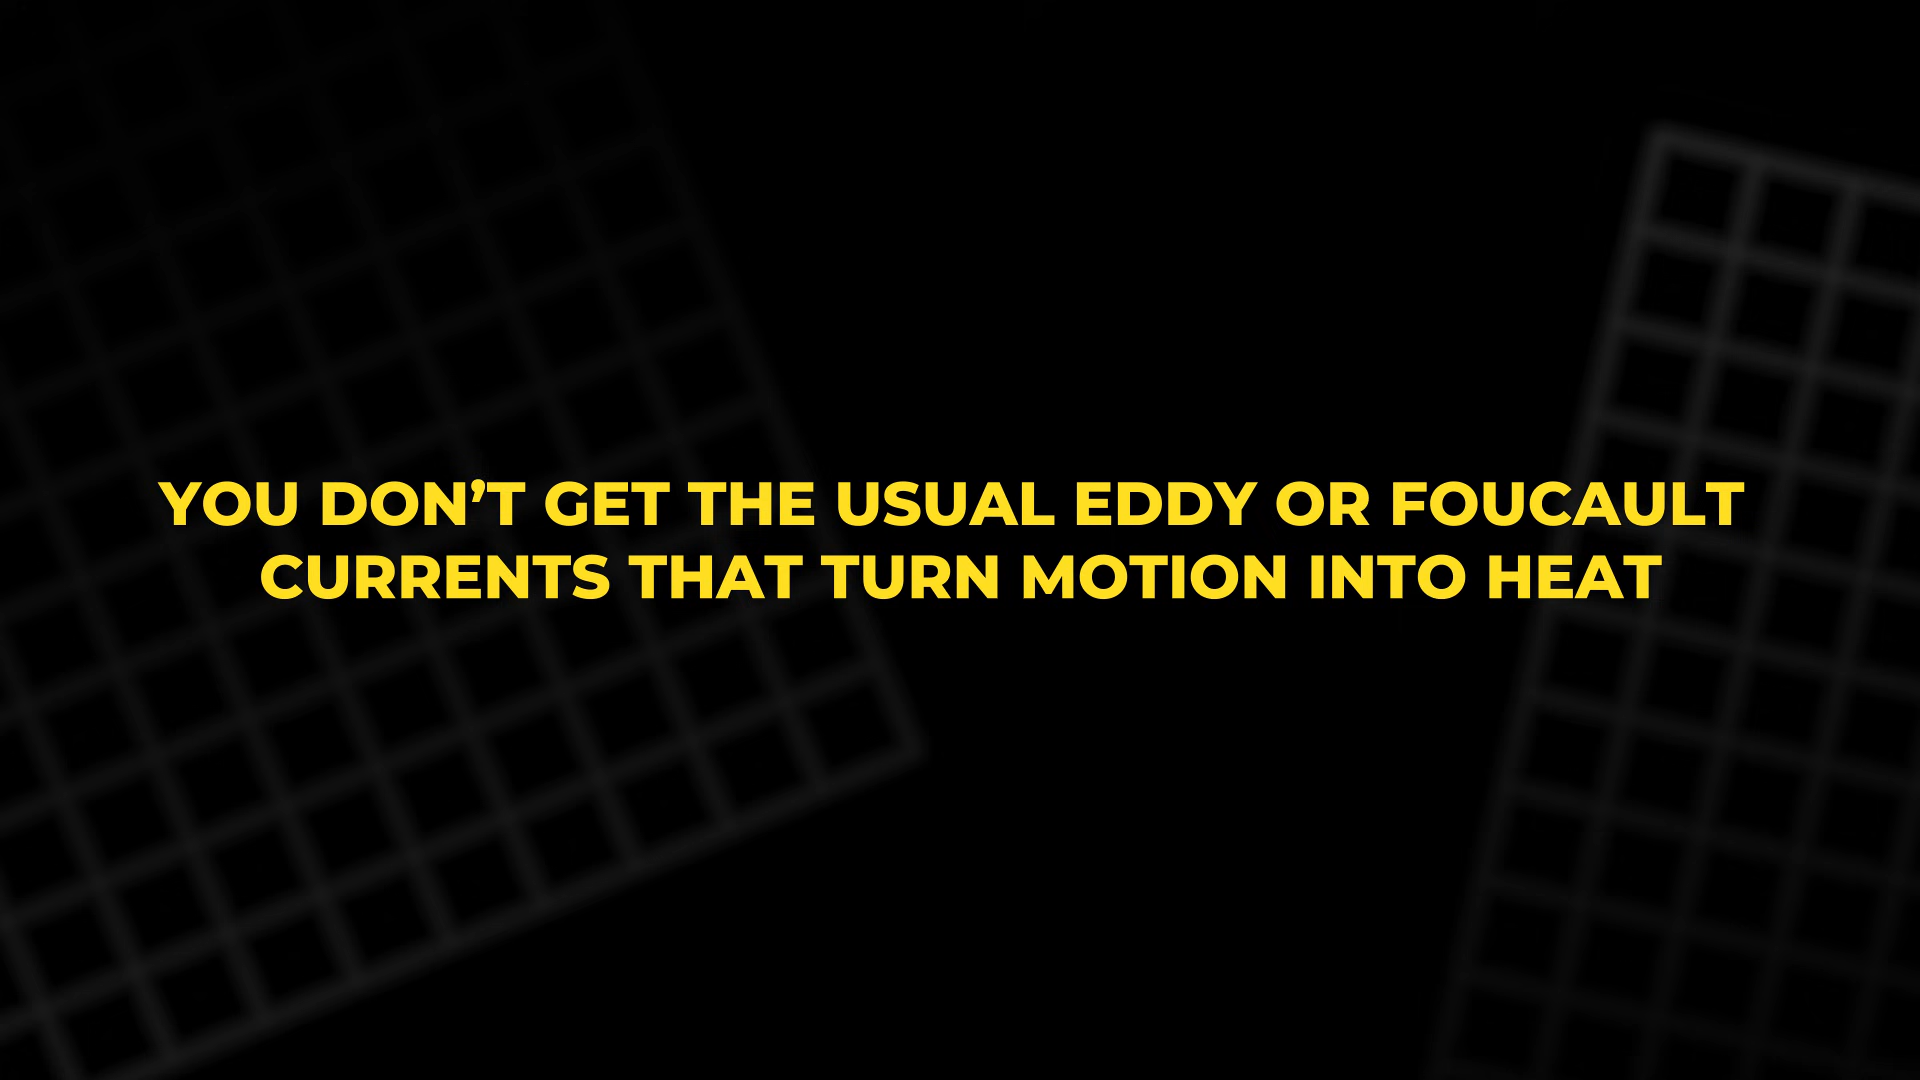 YOU DON’T GET THE USUAL EDDY OR FOUCAULT
CURRENTS THAT TURN MOTION INTO HEAT